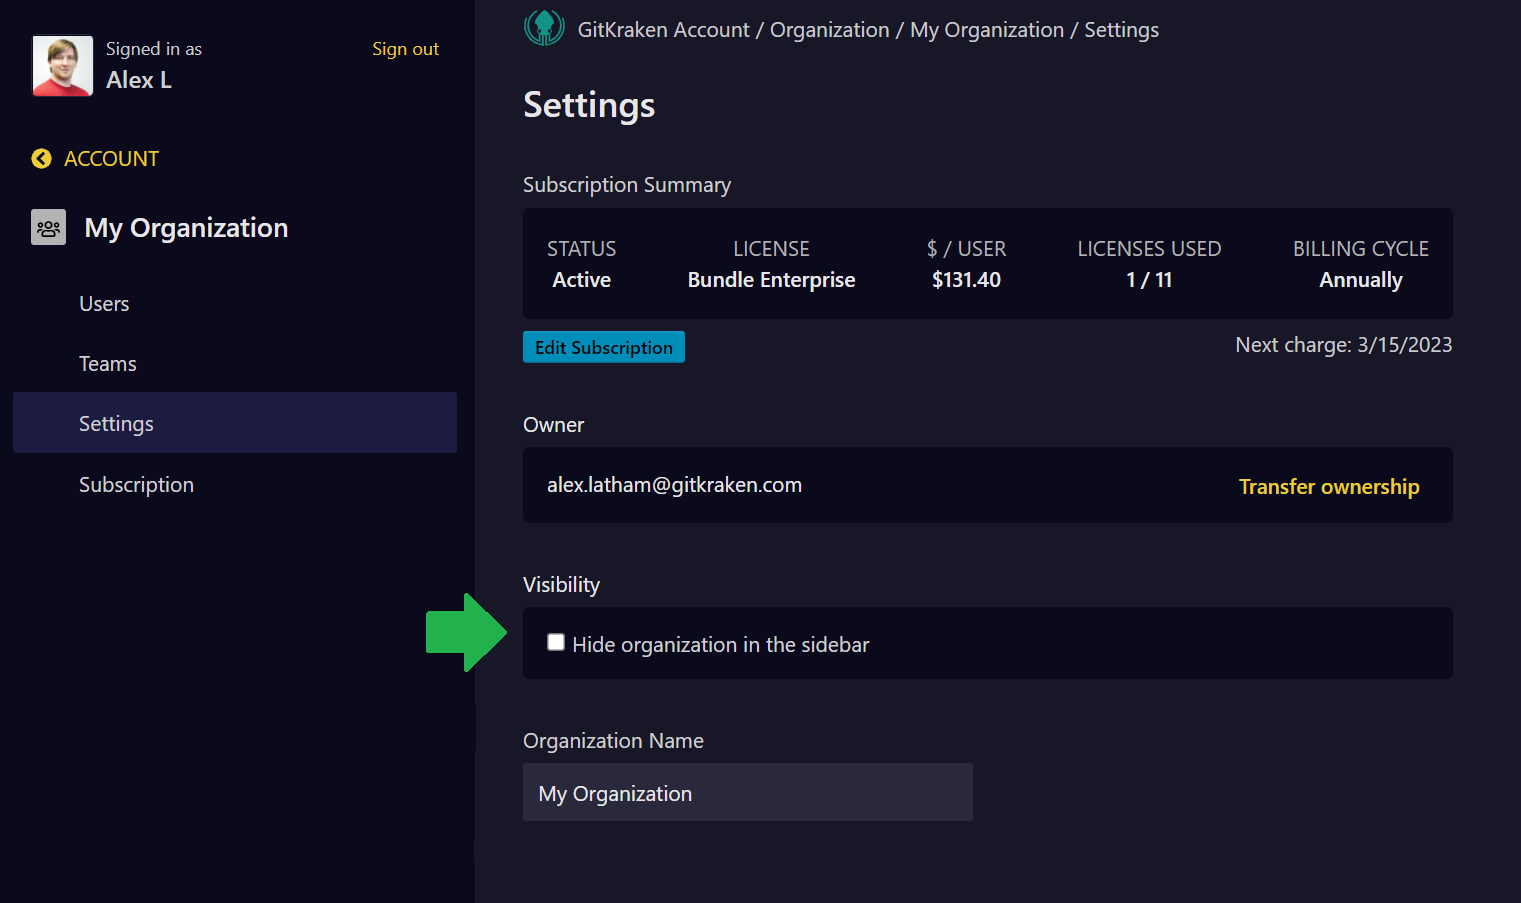 Signed in as
Alex L
Sign out
ACCOUNT
My Organization
Users
Teams
Settings
Subscription
GitKraken Account / Organization / My Organization / Settings
Settings
Subscription Summary
STATUS LICENSE $ / USER LICENSES USED BILLING CYCLE
Active Bundle Enterprise $131.40 1 / 11 Annually
Edit Subscription
Next charge: 3/15/2023
Owner
alex.latham@gitkraken.com
Transfer ownership
Visibility
Hide organization in the sidebar
Organization Name
My Organization